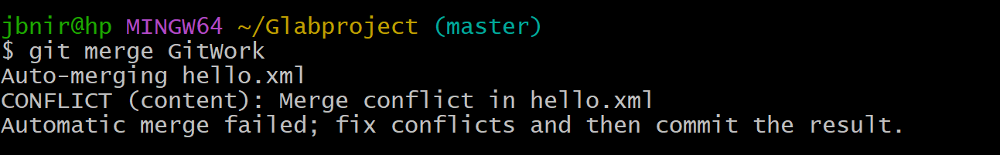 jbnir@hp MINGW64 ~/Glabproject (master)
$ git merge GitWork
Auto-merging hello.xml
CONFLICT (content): Merge conflict in hello.xml
Automatic merge failed; fix conflicts and then commit the result.